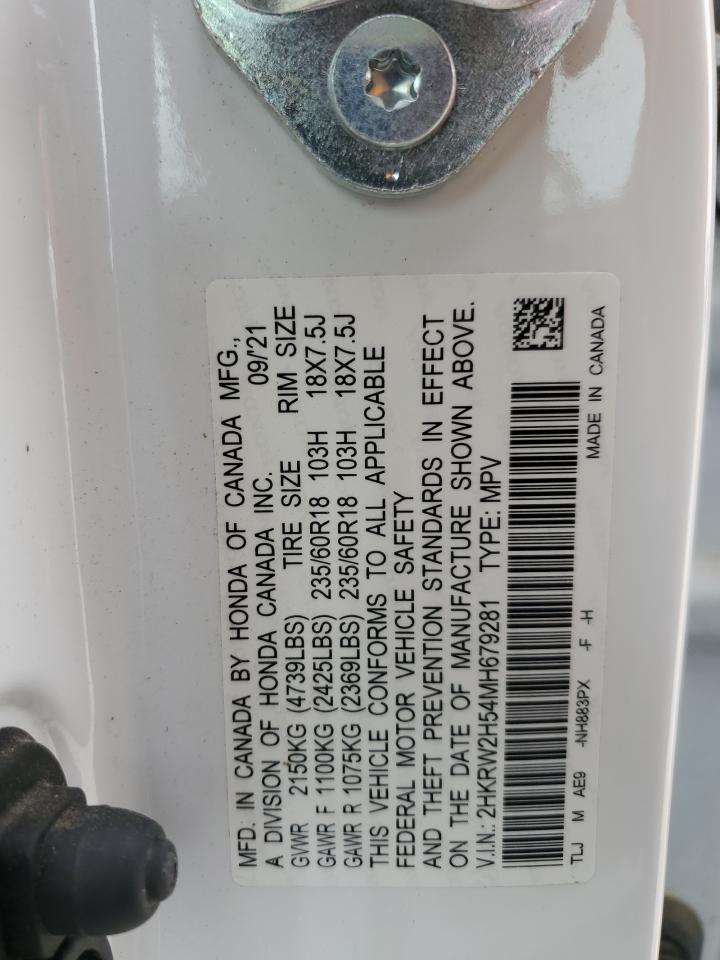 MFD. IN CANADA BY HONDA OF CANADA MFG.,
A DIVISION OF HONDA CANADA INC. 09/'21
GVWR 2150KG (4739LBS) TIRE SIZE RIM SIZE
GAWR F 1100KG (2425LBS) 235/60R18 103H 18X7.5J
GAWR R 1075KG (2369LBS) 235/60R18 103H 18X7.5J
THIS VEHICLE CONFORMS TO ALL APPLICABLE
FEDERAL MOTOR VEHICLE SAFETY
AND THEFT PREVENTION STANDARDS IN EFFECT
ON THE DATE OF MANUFACTURE SHOWN ABOVE.
V.I.N.: 2HKRW2H54MH679281 TYPE: MPV
TLJ M AE9 -NH883PX -F -H
MADE IN CANADA